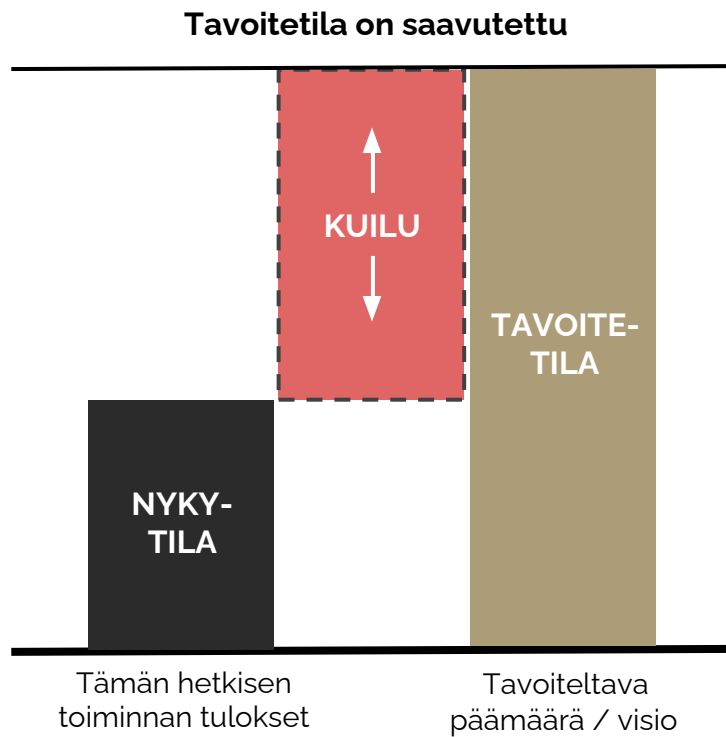 Tavoitetila on saavutettu
KUILU
TAVOITE-
TILA
NYKY-
TILA
Tämän hetkisen
toiminnan tulokset
Tavoiteltava
päämäärä / visio